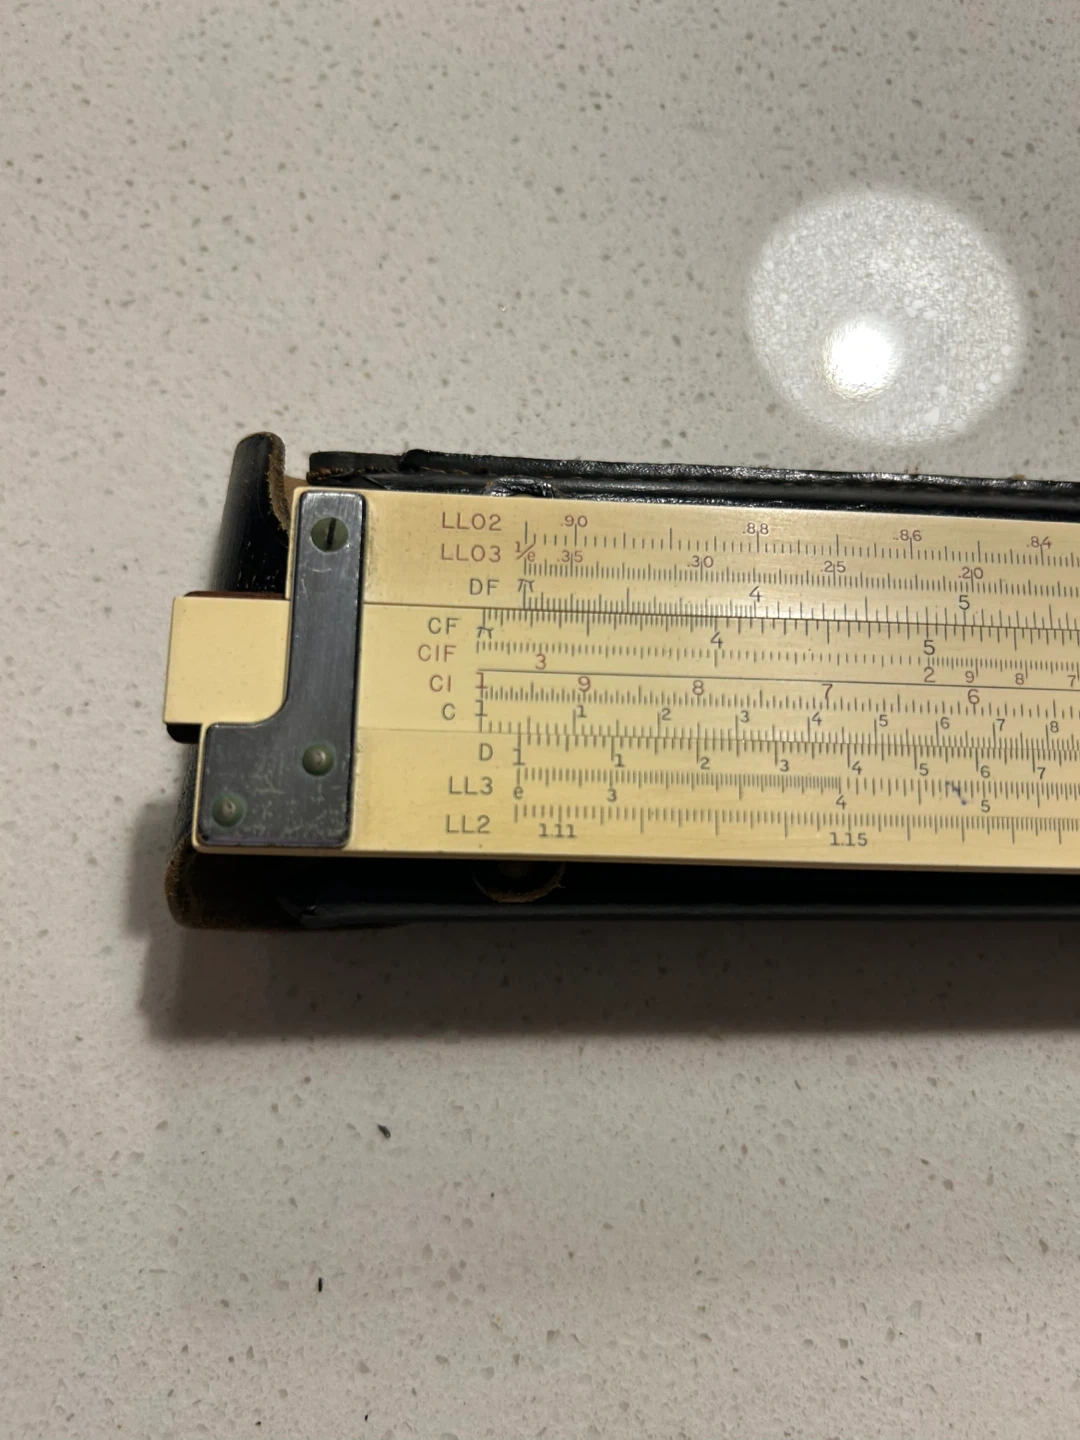 LL02 .90 .88 .86 .84
LL03 1/e .35 .30 .25 .20
DF π 4 5
CF π 4 5
CIF 3 2 9 8 7
CI 1 9 8 7 6
C 1 1 2 3 4 5 6 7 8
D 1 1 2 3 4 5 6 7
LL3 e 3 4 5
LL2 1.11 1.15